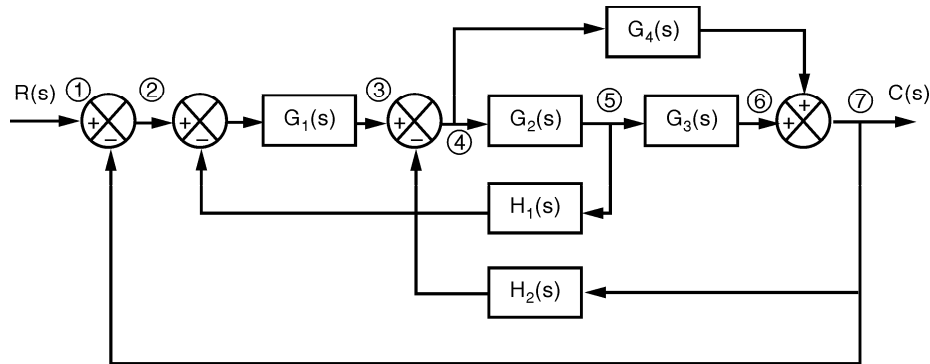 G₄(s)
R(s) ① ② ③ ⑤ ⑥ ⑦ C(s)
+ + + + +
G₁(s) G₂(s) G₃(s)
− − − ④
H₁(s)
H₂(s)